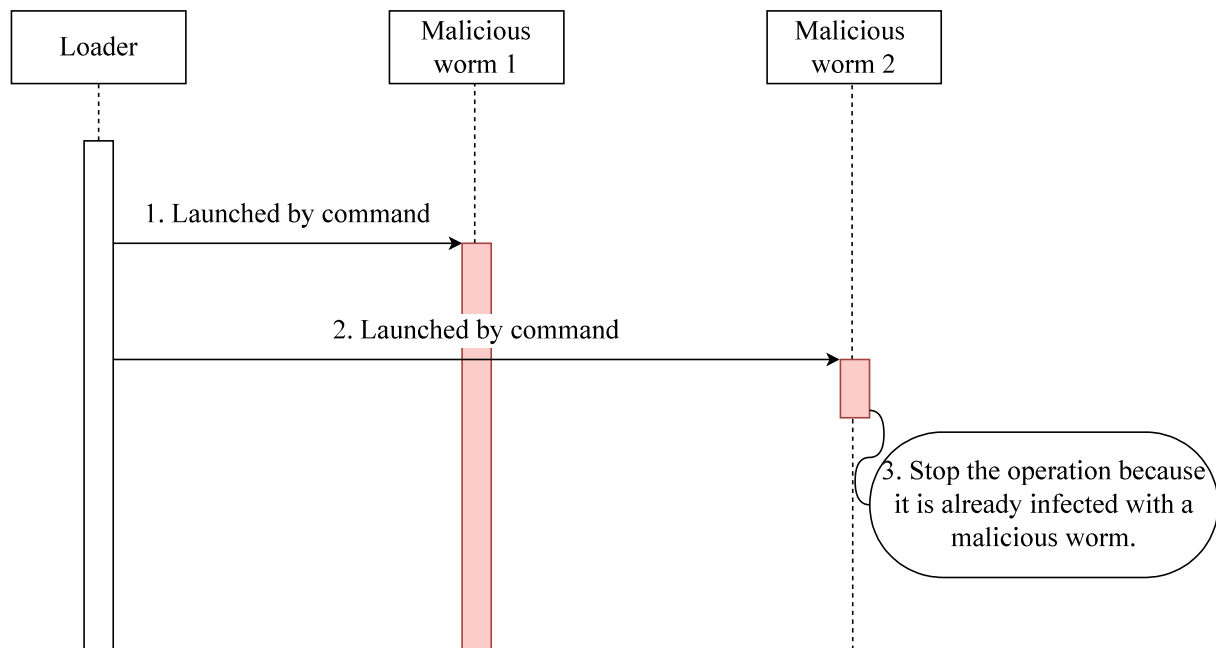 Loader
Malicious
worm 1
Malicious
worm 2
1. Launched by command
2. Launched by command
3. Stop the operation because
it is already infected with a
malicious worm.